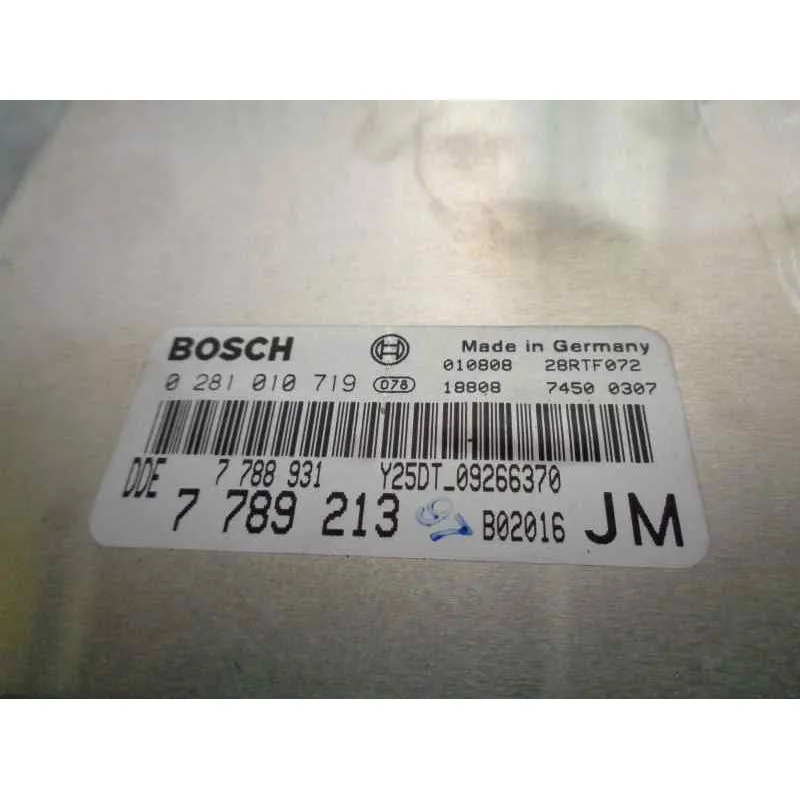 BOSCH Made in Germany
010808 28RTF072
0 281 010 719 078 18808 7450 0307
DDE 7 788 931 Y25DT_09266370
7 789 213 B02016 JM